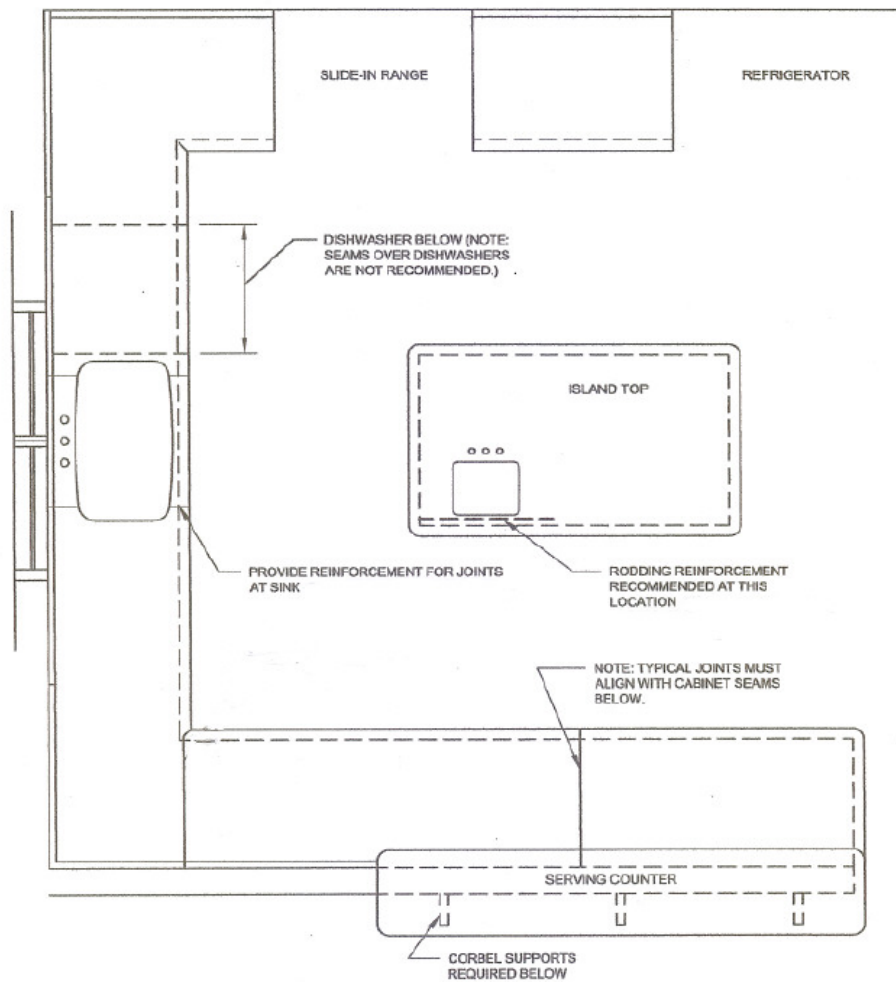 SLIDE-IN RANGE
REFRIGERATOR
DISHWASHER BELOW (NOTE:
SEAMS OVER DISHWASHERS
ARE NOT RECOMMENDED.)
ISLAND TOP
PROVIDE REINFORCEMENT FOR JOINTS
AT SINK
RODDING REINFORCEMENT
RECOMMENDED AT THIS
LOCATION
NOTE: TYPICAL JOINTS MUST
ALIGN WITH CABINET SEAMS
BELOW.
SERVING COUNTER
CORBEL SUPPORTS
REQUIRED BELOW